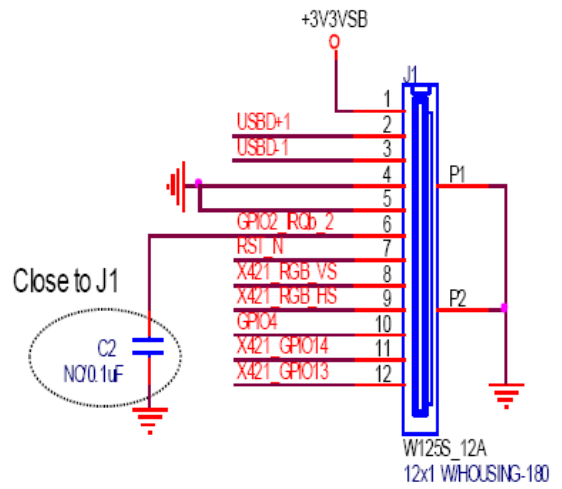 +3V3VSB
J1
1
USBD+1 2
USBD-1 3
4
P1
5
GPIO2_IRQb_2 6
RST_N 7
Close to J1
X421_RGB_VS 8
X421_RGB_HS 9
P2
GPIO4 10
C2
X421_GPIO14 11
NC/0.1uF
X421_GPIO13 12
W125S_12A
12x1 W/HOUSING-180